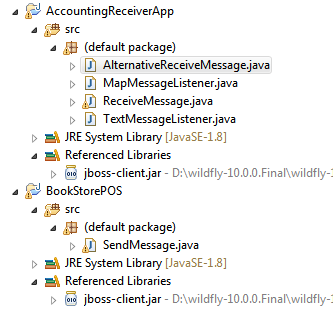 AccountingReceiverApp
src
(default package)
AlternativeReceiveMessage.java
MapMessageListener.java
ReceiveMessage.java
TextMessageListener.java
JRE System Library [JavaSE-1.8]
Referenced Libraries
jboss-client.jar - D:\wildfly-10.0.0.Final\wildfly-
BookStorePOS
src
(default package)
SendMessage.java
JRE System Library [JavaSE-1.8]
Referenced Libraries
jboss-client.jar - D:\wildfly-10.0.0.Final\wildfly-1